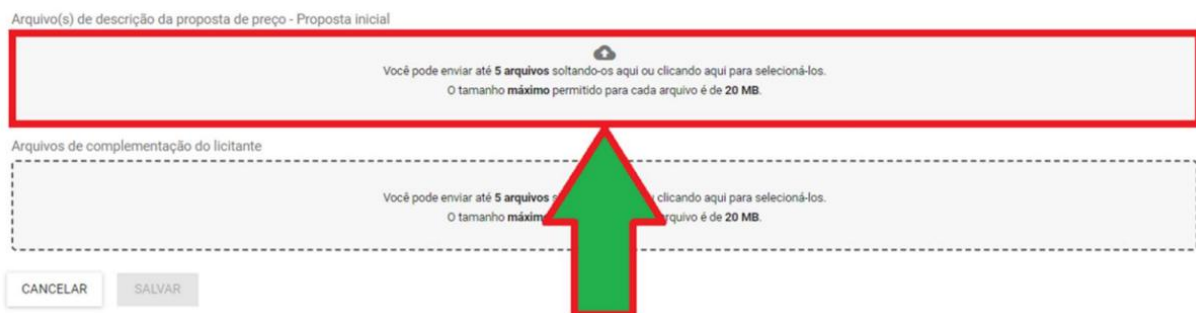 Arquivo(s) de descrição da proposta de preço - Proposta inicial
Você pode enviar até 5 arquivos soltando-os aqui ou clicando aqui para selecioná-los.
O tamanho máximo permitido para cada arquivo é de 20 MB.
Arquivos de complementação do licitante
Você pode enviar até 5 arquivos clicando aqui para selecioná-los.
O tamanho arquivo é de 20 MB.
CANCELAR SALVAR